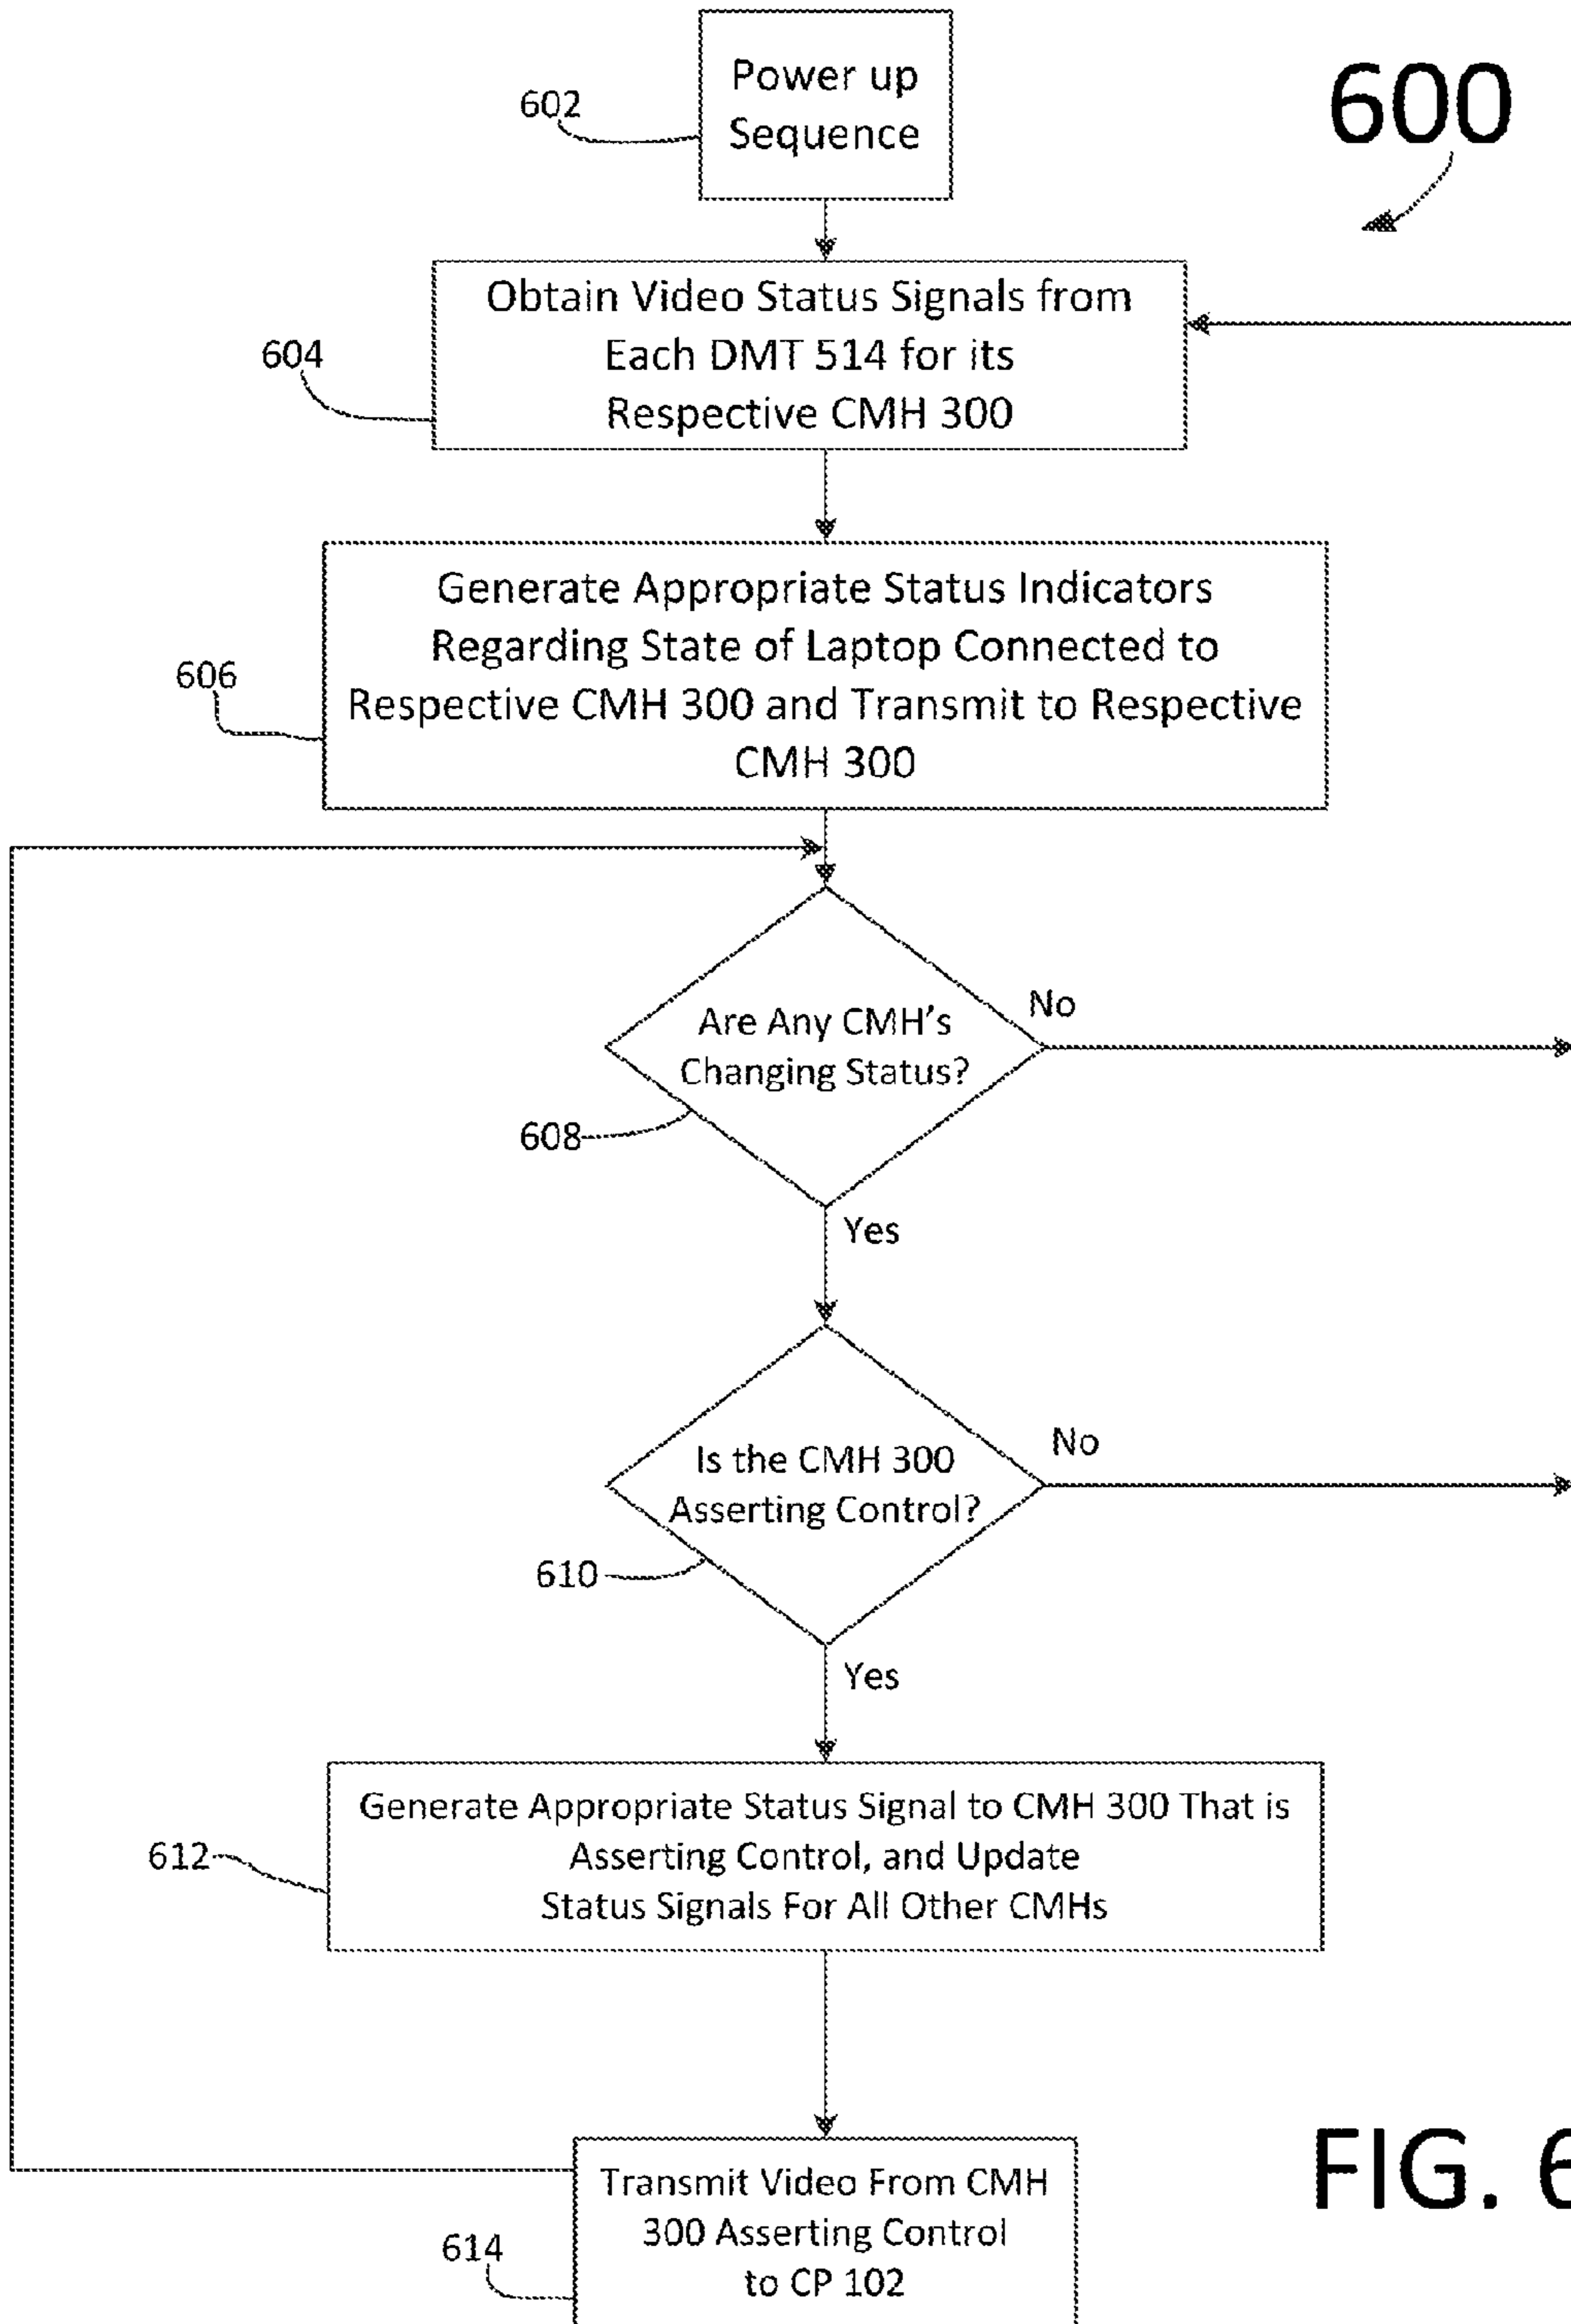 600
602
Power up
Sequence
604
Obtain Video Status Signals from
Each DMT 514 for its
Respective CMH 300
606
Generate Appropriate Status Indicators
Regarding State of Laptop Connected to
Respective CMH 300 and Transmit to Respective
CMH 300
608
Are Any CMH's
Changing Status?
No
Yes
610
Is the CMH 300
Asserting Control?
No
Yes
612
Generate Appropriate Status Signal to CMH 300 That is
Asserting Control, and Update
Status Signals For All Other CMHs
614
Transmit Video From CMH
300 Asserting Control
to CP 102
FIG. 6